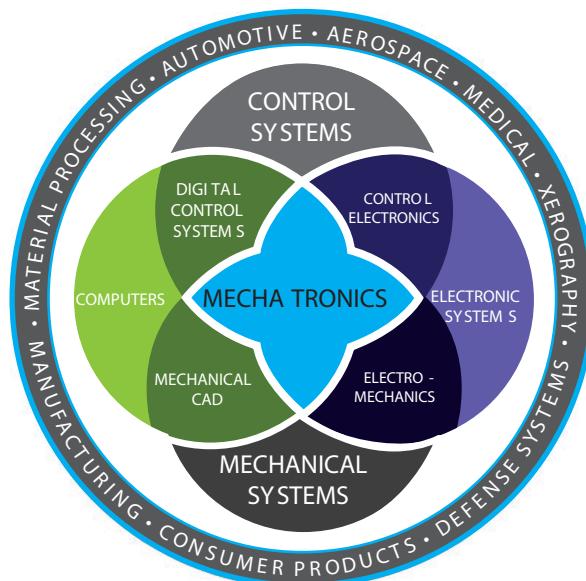 MATERIAL PROCESSING • AUTOMOTIVE • AEROSPACE • MEDICAL • XEROGRAPHY •
MANUFACTURING • CONSUMER PRODUCTS • DEFENSE SYSTEMS •
CONTROL
SYSTEMS
DIGITAL
CONTROL
SYSTEMS
CONTROL
ELECTRONICS
COMPUTERS
MECHATRONICS
ELECTRONIC
SYSTEMS
MECHANICAL
CAD
ELECTRO -
MECHANICS
MECHANICAL
SYSTEMS